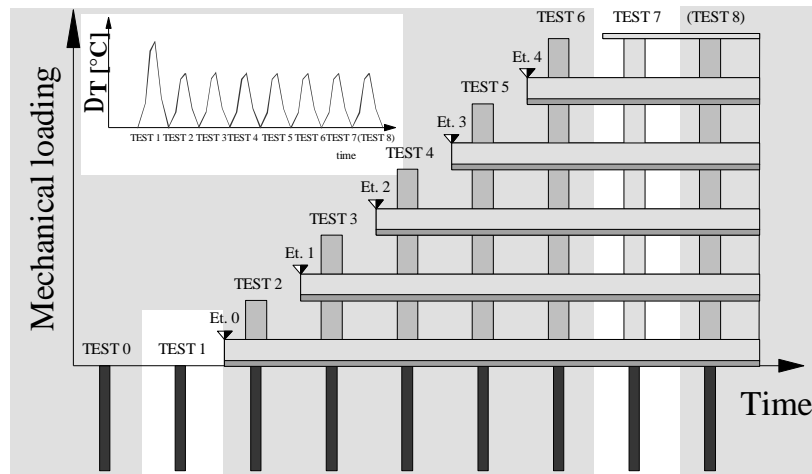 TEST 6 TEST 7 (TEST 8)
DT [°C]
TEST 1 TEST 2 TEST 3 TEST 4 TEST 5 TEST 6 TEST 7 (TEST 8)
time
Et. 4
TEST 5
Et. 3
TEST 4
Et. 2
TEST 3
Et. 1
TEST 2
Et. 0
TEST 0 TEST 1
Mechanical loading
Time